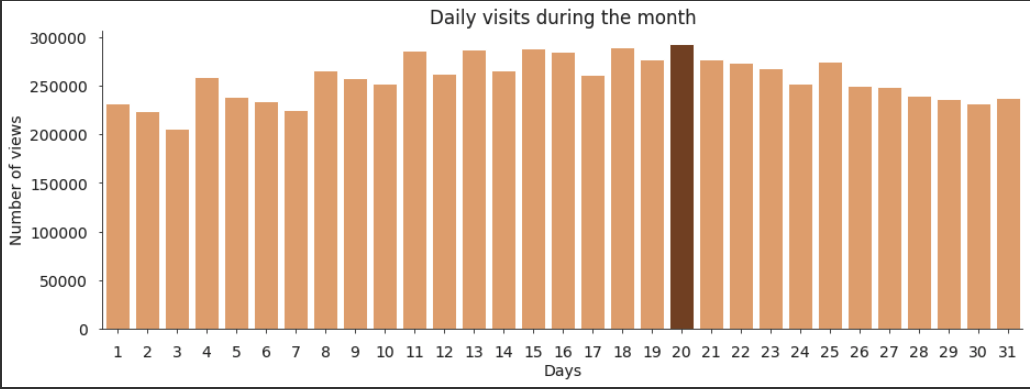 Daily visits during the month
300000
250000
200000
150000
100000
50000
0
Number of views
1 2 3 4 5 6 7 8 9 10 11 12 13 14 15 16 17 18 19 20 21 22 23 24 25 26 27 28 29 30 31
Days